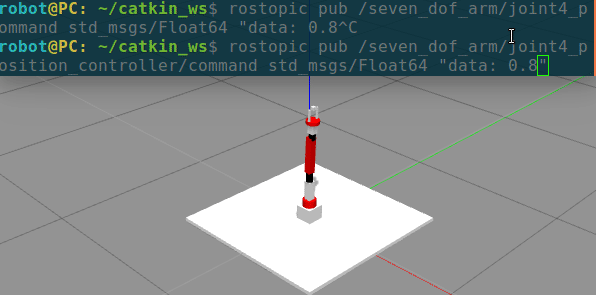 robot@PC: ~/catkin_ws$ rostopic pub /seven_dof_arm/joint4_p
ommand std_msgs/Float64 "data: 0.8^C
robot@PC: ~/catkin_ws$ rostopic pub /seven_dof_arm/joint4_p
osition_controller/command std_msgs/Float64 "data: 0.8"